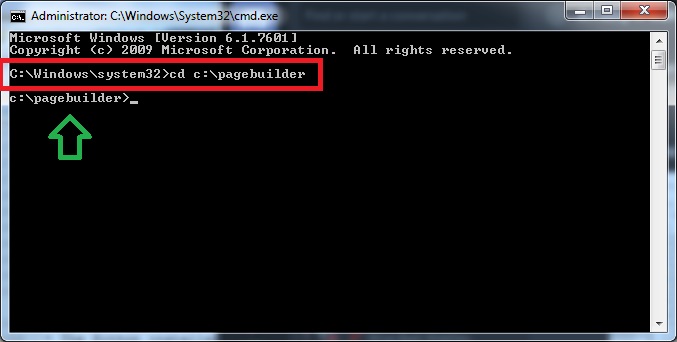 Administrator: C:\Windows\System32\cmd.exe
Microsoft Windows [Version 6.1.7601]
Copyright (c) 2009 Microsoft Corporation.  All rights reserved.
C:\Windows\system32>cd c:\pagebuilder
c:\pagebuilder>_